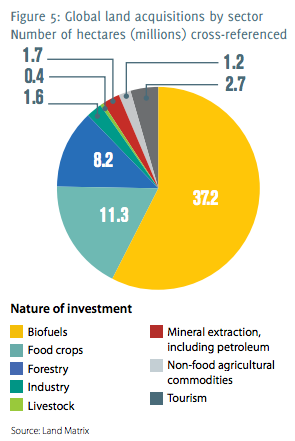 Figure 5: Global land acquisitions by sector
Number of hectares (millions) cross-referenced
1.7
0.4
1.6
1.2
2.7
8.2
11.3
37.2
Nature of investment
Biofuels
Food crops
Forestry
Industry
Livestock
Mineral extraction,
including petroleum
Non-food agricultural
commodities
Tourism
Source: Land Matrix